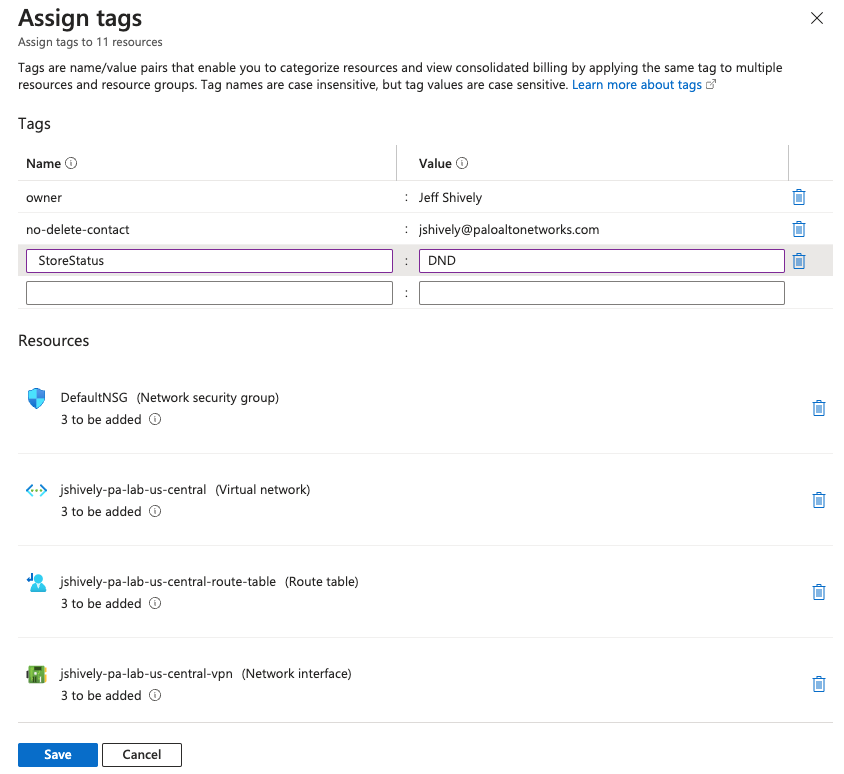 Assign tags
Assign tags to 11 resources
Tags are name/value pairs that enable you to categorize resources and view consolidated billing by applying the same tag to multiple
resources and resource groups. Tag names are case insensitive, but tag values are case sensitive. Learn more about tags
Tags
Name Value
owner : Jeff Shively
no-delete-contact : jshively@paloaltonetworks.com
StoreStatus : DND
:
Resources
DefaultNSG (Network security group)
3 to be added
jshively-pa-lab-us-central (Virtual network)
3 to be added
jshively-pa-lab-us-central-route-table (Route table)
3 to be added
jshively-pa-lab-us-central-vpn (Network interface)
3 to be added
Save Cancel